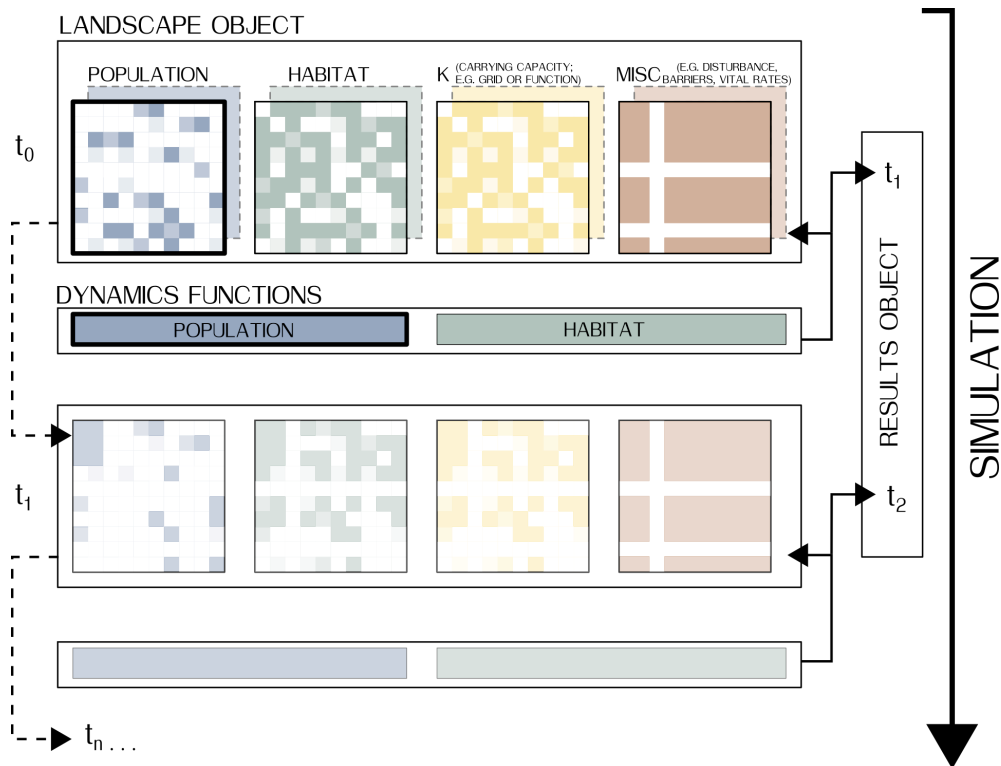 LANDSCAPE OBJECT
POPULATION
HABITAT
K (CARRYING CAPACITY;
E.G. GRID OR FUNCTION)
MISC (E.G. DISTURBANCE,
BARRIERS, VITAL RATES)
t0
t1
DYNAMICS FUNCTIONS
POPULATION
HABITAT
RESULTS OBJECT
SIMULATION
t1
t2
tn ...